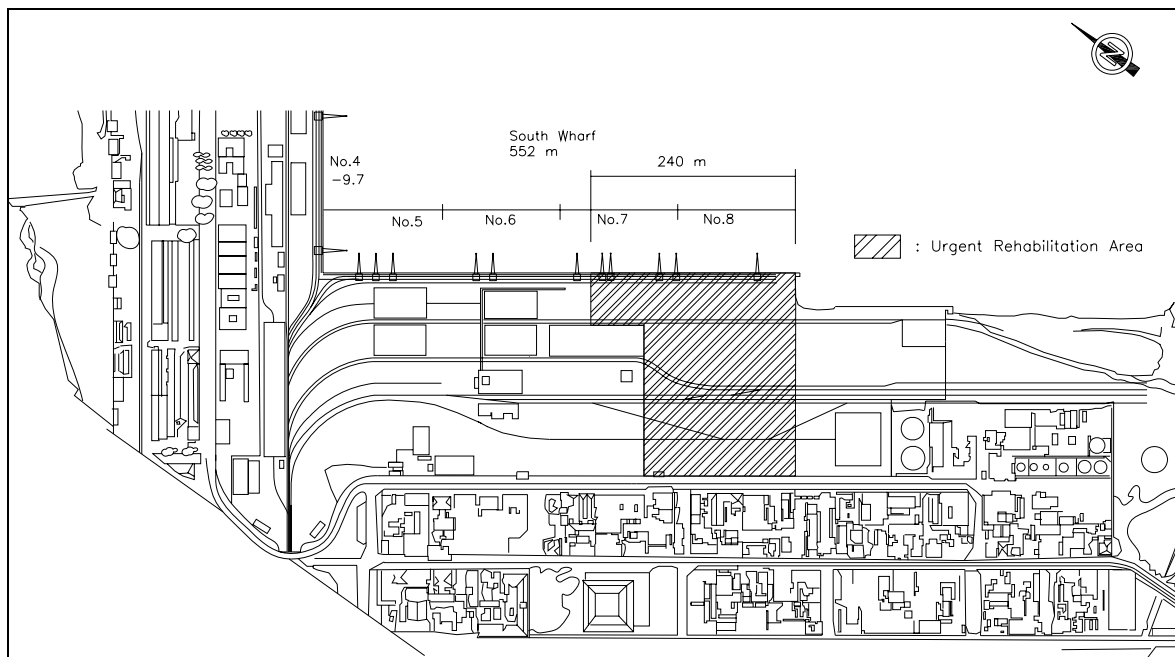 N
South Wharf
552 m
240 m
No.4
-9.7
No.5
No.6
No.7
No.8
: Urgent Rehabilitation Area